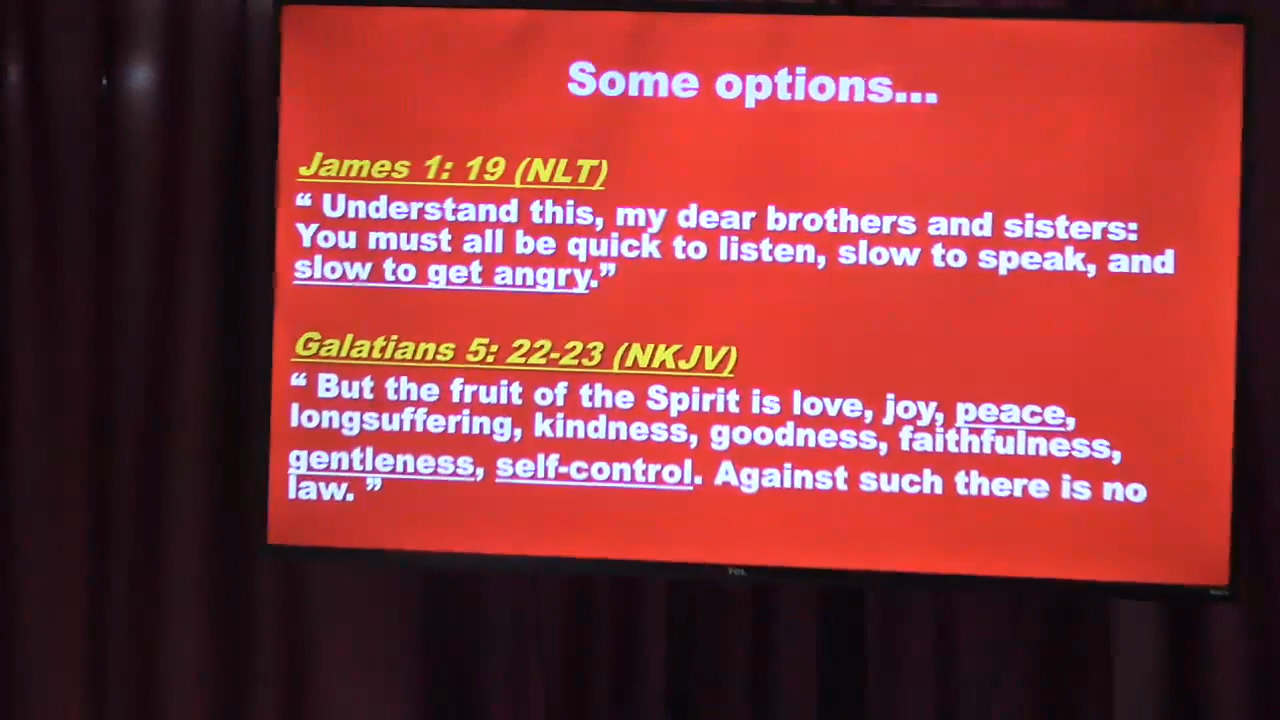 Some options...
James 1: 19 (NLT)
“ Understand this, my dear brothers and sisters:
You must all be quick to listen, slow to speak, and
slow to get angry.”
Galatians 5: 22-23 (NKJV)
“ But the fruit of the Spirit is love, joy, peace,
longsuffering, kindness, goodness, faithfulness,
gentleness, self-control. Against such there is no
law. ”
TCL